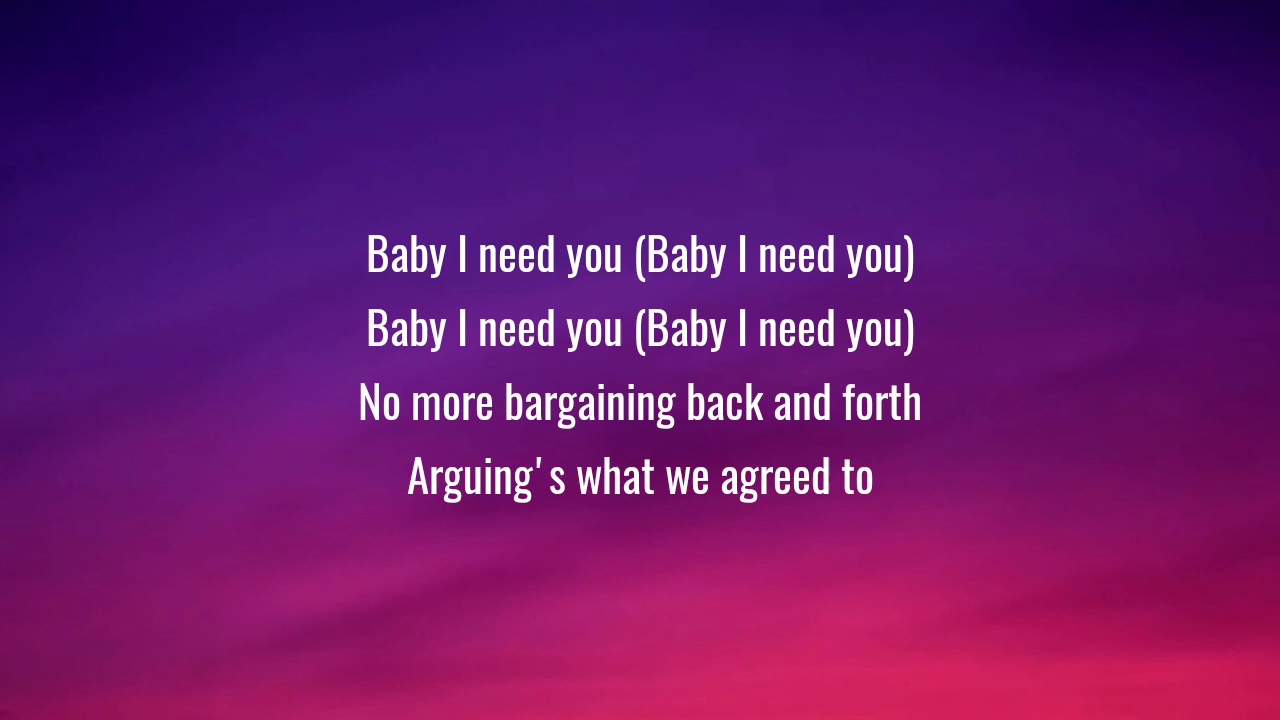 Baby I need you (Baby I need you)
Baby I need you (Baby I need you)
No more bargaining back and forth
Arguing's what we agreed to